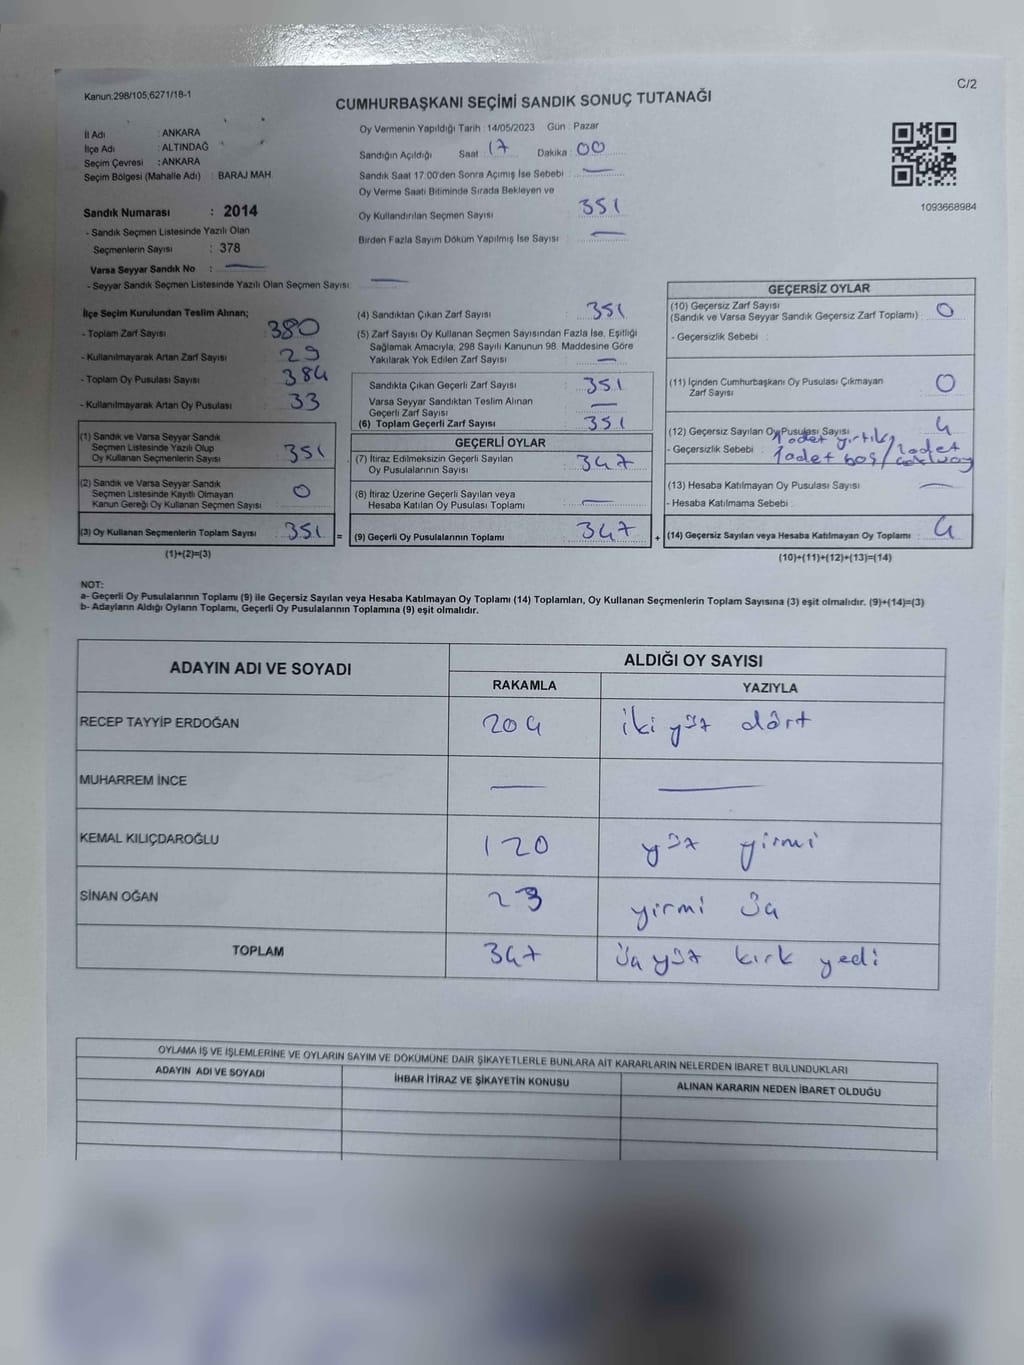 Kanun:298/105,6271/18-1
C/2
CUMHURBAŞKANI SEÇİMİ SANDIK SONUÇ TUTANAĞI
İl Adı : ANKARA
İlçe Adı : ALTINDAĞ
Seçim Çevresi : ANKARA
Seçim Bölgesi (Mahalle Adı) : BARAJ MAH.
Sandık Numarası : 2014
- Sandık Seçmen Listesinde Yazılı Olan
Seçmenlerin Sayısı : 378
Varsa Seyyar Sandık No : —
- Seyyar Sandık Seçmen Listesinde Yazılı Olan Seçmen Sayısı: —
Oy Vermenin Yapıldığı Tarih : 14/05/2023 Gün : Pazar
Sandığın Açıldığı Saat : 17 Dakika : 00
Sandık Saat 17:00'den Sonra Açımış İse Sebebi : —
Oy Verme Saati Bitiminde Sırada Bekleyen ve
Oy Kullandırılan Seçmen Sayısı : 351
Birden Fazla Sayım Döküm Yapılmış İse Sayısı : —
1093668984
İlçe Seçim Kurulundan Teslim Alınan;
- Toplam Zarf Sayısı : 380
- Kullanılmayarak Artan Zarf Sayısı : 29
- Toplam Oy Pusulası Sayısı : 384
- Kullanılmayarak Artan Oy Pusulası : 33
(1) Sandık ve Varsa Seyyar Sandık
Seçmen Listesinde Yazılı Olup
Oy Kullanan Seçmenlerin Sayısı : 351
(2) Sandık ve Varsa Seyyar Sandık
Seçmen Listesinde Kayıtlı Olmayan
Kanun Gereği Oy Kullanan Seçmen Sayısı : 0
(3) Oy Kullanan Seçmenlerin Toplam Sayısı : 351 =
(1)+(2)=(3)
(4) Sandıktan Çıkan Zarf Sayısı : 351
(5) Zarf Sayısı Oy Kullanan Seçmen Sayısından Fazla İse, Eşitliği
Sağlamak Amacıyla, 298 Sayılı Kanunun 98. Maddesine Göre
Yakılarak Yok Edilen Zarf Sayısı : —
Sandıkta Çıkan Geçerli Zarf Sayısı : 351
Varsa Seyyar Sandıktan Teslim Alınan
Geçerli Zarf Sayısı : —
(6) Toplam Geçerli Zarf Sayısı : 351
GEÇERLİ OYLAR
(7) İtiraz Edilmeksizin Geçerli Sayılan
Oy Pusulalarının Sayısı : 347
(8) İtiraz Üzerine Geçerli Sayılan veya
Hesaba Katılan Oy Pusulası Toplamı : —
(9) Geçerli Oy Pusulalarının Toplamı : 347 +
GEÇERSİZ OYLAR
(10) Geçersiz Zarf Sayısı
(Sandık ve Varsa Seyyar Sandık Geçersiz Zarf Toplamı) : 0
- Geçersizlik Sebebi :
(11) İçinden Cumhurbaşkanı Oy Pusulası Çıkmayan
Zarf Sayısı : 0
(12) Geçersiz Sayılan Oy Pusulası Sayısı : 4
- Geçersizlik Sebebi : 1 adet yırtık
1 adet boş / adet
(13) Hesaba Katılmayan Oy Pusulası Sayısı : —
- Hesaba Katılmama Sebebi :
(14) Geçersiz Sayılan veya Hesaba Katılmayan Oy Toplamı : 4
(10)+(11)+(12)+(13)=(14)
NOT:
a- Geçerli Oy Pusulalarının Toplamı (9) ile Geçersiz Sayılan veya Hesaba Katılmayan Oy Toplamı (14) Toplamları, Oy Kullanan Seçmenlerin Toplam Sayısına (3) eşit olmalıdır. (9)+(14)=(3)
b- Adayların Aldığı Oyların Toplamı, Geçerli Oy Pusulalarının Toplamına (9) eşit olmalıdır.
ADAYIN ADI VE SOYADI
ALDIĞI OY SAYISI
RAKAMLA YAZIYLA
RECEP TAYYİP ERDOĞAN 204 iki yüz dört
MUHARREM İNCE — —
KEMAL KILIÇDAROĞLU 120 yüz yirmi
SİNAN OĞAN 23 yirmi üç
TOPLAM 347 üç yüz kırk yedi
OYLAMA İŞ VE İŞLEMLERİNE VE OYLARIN SAYIM VE DÖKÜMÜNE DAİR ŞİKAYETLERLE BUNLARA AİT KARARLARIN NELERDEN İBARET BULUNDUKLARI
ADAYIN ADI VE SOYADI İHBAR İTİRAZ VE ŞİKAYETİN KONUSU ALINAN KARARIN NEDEN İBARET OLDUĞU